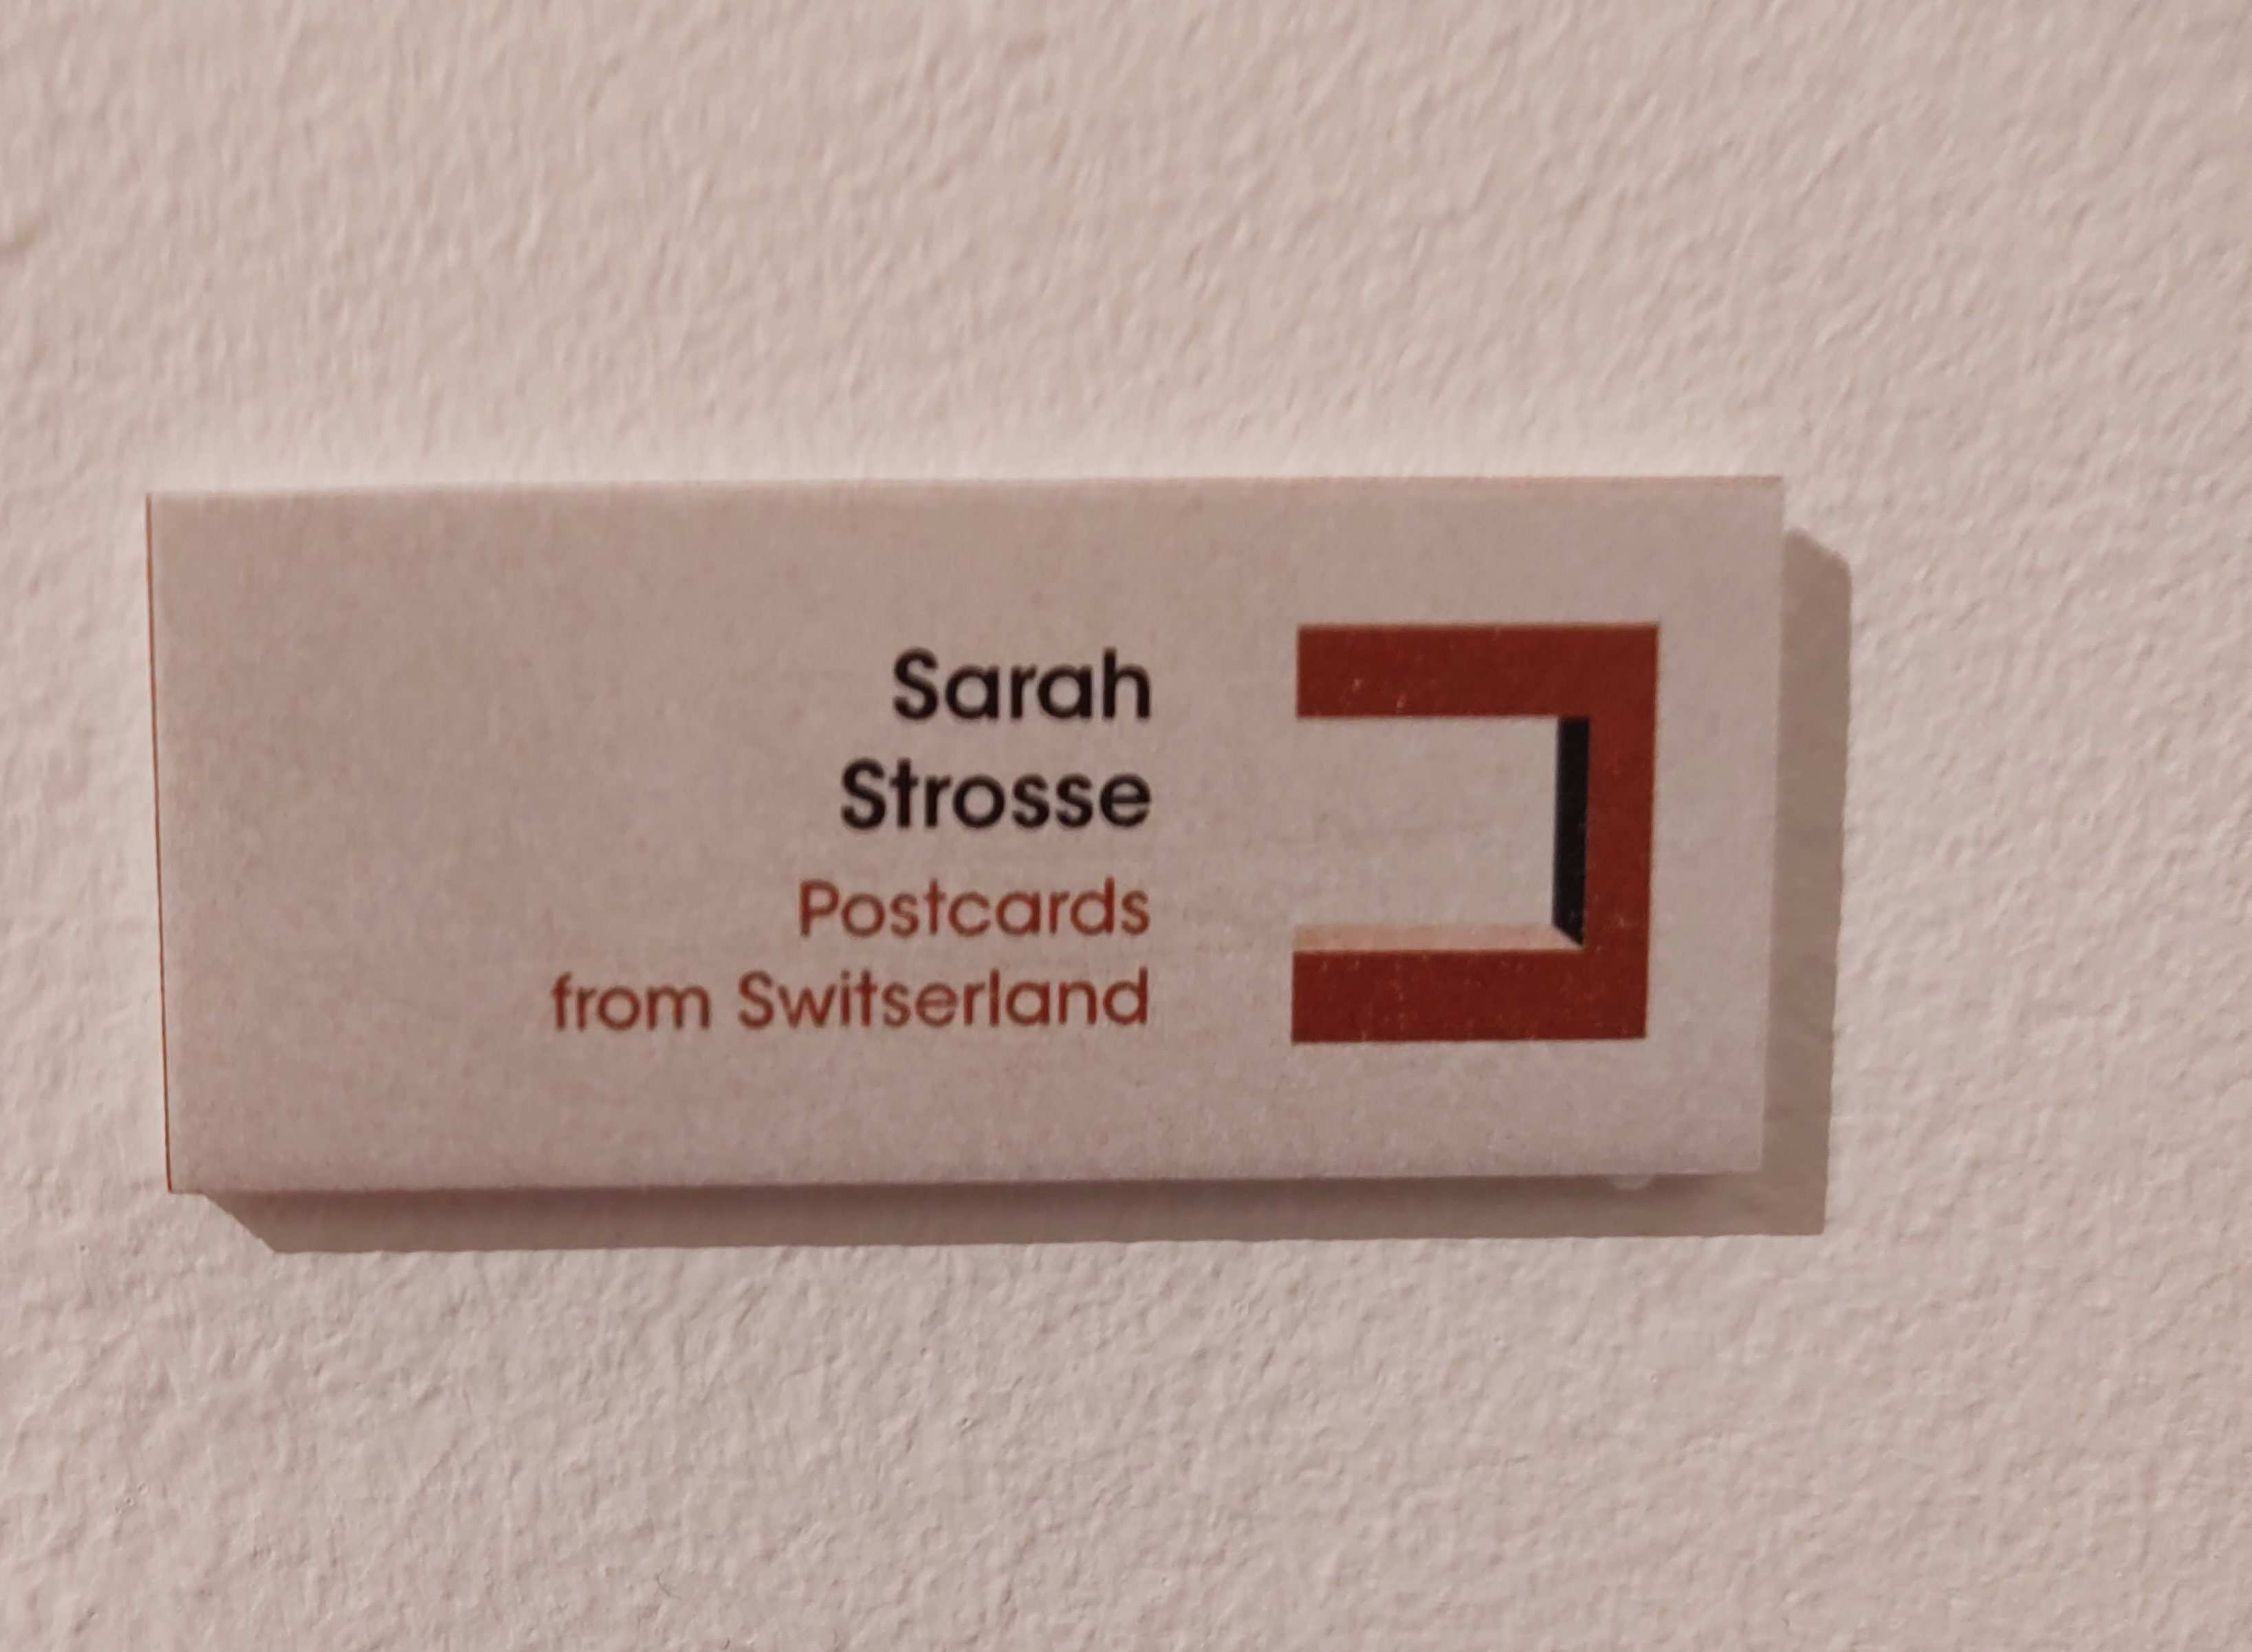 Sarah
Strosse
Postcards
from Switserland